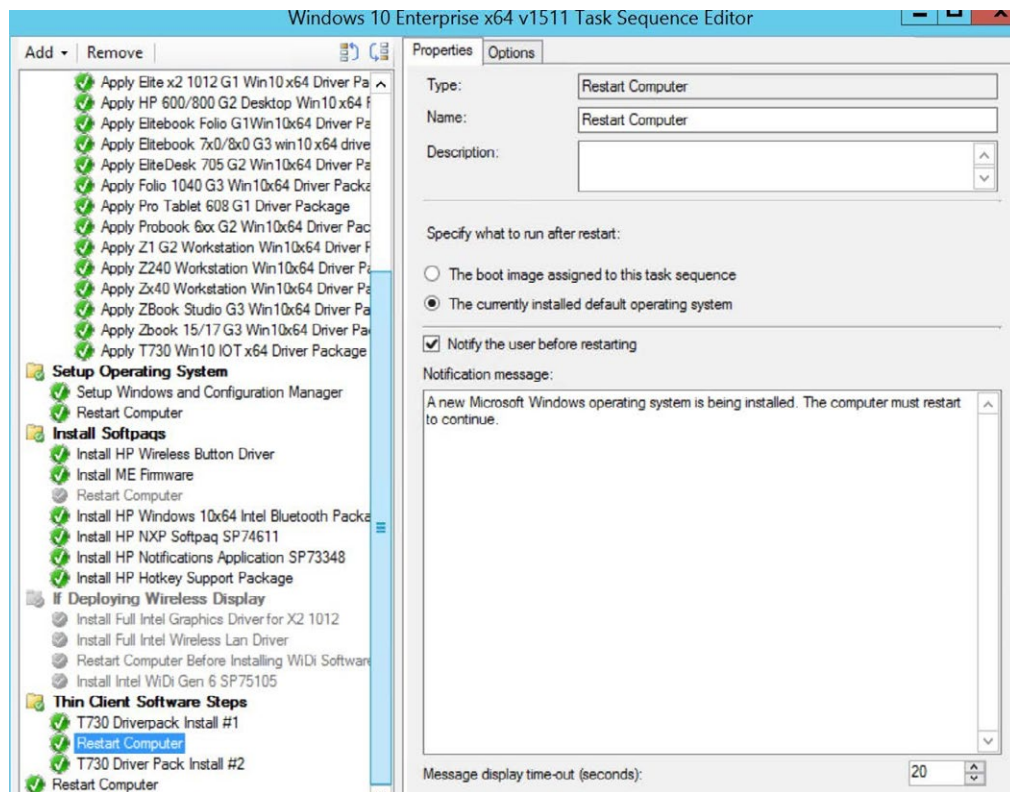 Windows 10 Enterprise x64 v1511 Task Sequence Editor
Add
Remove
Apply Elite x2 1012 G1 Win10 x64 Driver Pa
Apply HP 600/800 G2 Desktop Win10 x64 F
Apply Elitebook Folio G1Win10x64 Driver Pa
Apply Elitebook 7x0/8x0 G3 win10 x64 drive
Apply EliteDesk 705 G2 Win10x64 Driver Pa
Apply Folio 1040 G3 Win10x64 Driver Packa
Apply Pro Tablet 608 G1 Driver Package
Apply Probook 6xx G2 Win10x64 Driver Pac
Apply Z1 G2 Workstation Win10x64 Driver F
Apply Z240 Workstation Win10x64 Driver Pa
Apply Zx40 Workstation Win10x64 Driver Pa
Apply ZBook Studio G3 Win10x64 Driver Pa
Apply Zbook 15/17 G3 Win10x64 Driver Pa
Apply T730 Win10 IOT x64 Driver Package
Setup Operating System
Setup Windows and Configuration Manager
Restart Computer
Install Softpaqs
Install HP Wireless Button Driver
Install ME Firmware
Restart Computer
Install HP Windows 10x64 Intel Bluetooth Packa
Install HP NXP Softpaq SP74611
Install HP Notifications Application SP73348
Install HP Hotkey Support Package
If Deploying Wireless Display
Install Full Intel Graphics Driver for X2 1012
Install Full Intel Wireless Lan Driver
Restart Computer Before Installing WiDi Software
Install Intel WiDi Gen 6 SP75105
Thin Client Software Steps
T730 Driverpack Install #1
Restart Computer
T730 Driver Pack Install #2
Restart Computer
Properties
Options
Type:
Restart Computer
Name:
Restart Computer
Description:
Specify what to run after restart:
The boot image assigned to this task sequence
The currently installed default operating system
Notify the user before restarting
Notification message:
A new Microsoft Windows operating system is being installed. The computer must restart
to continue.
Message display time-out (seconds):
20